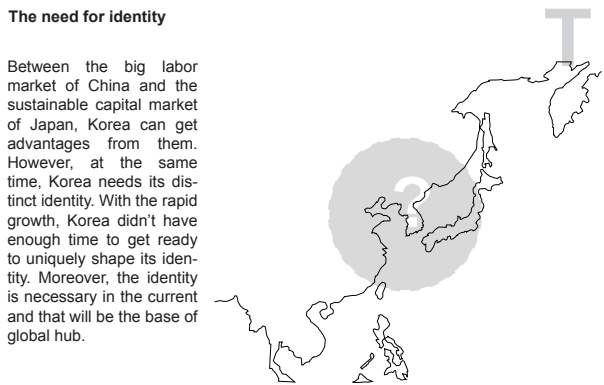 The need for identity
T
Between the big labor
market of China and the
sustainable capital market
of Japan, Korea can get
advantages from them.
However, at the same
time, Korea needs its dis-
tinct identity. With the rapid
growth, Korea didn't have
enough time to get ready
to uniquely shape its iden-
tity. Moreover, the identity
is necessary in the current
and that will be the base of
global hub.
?